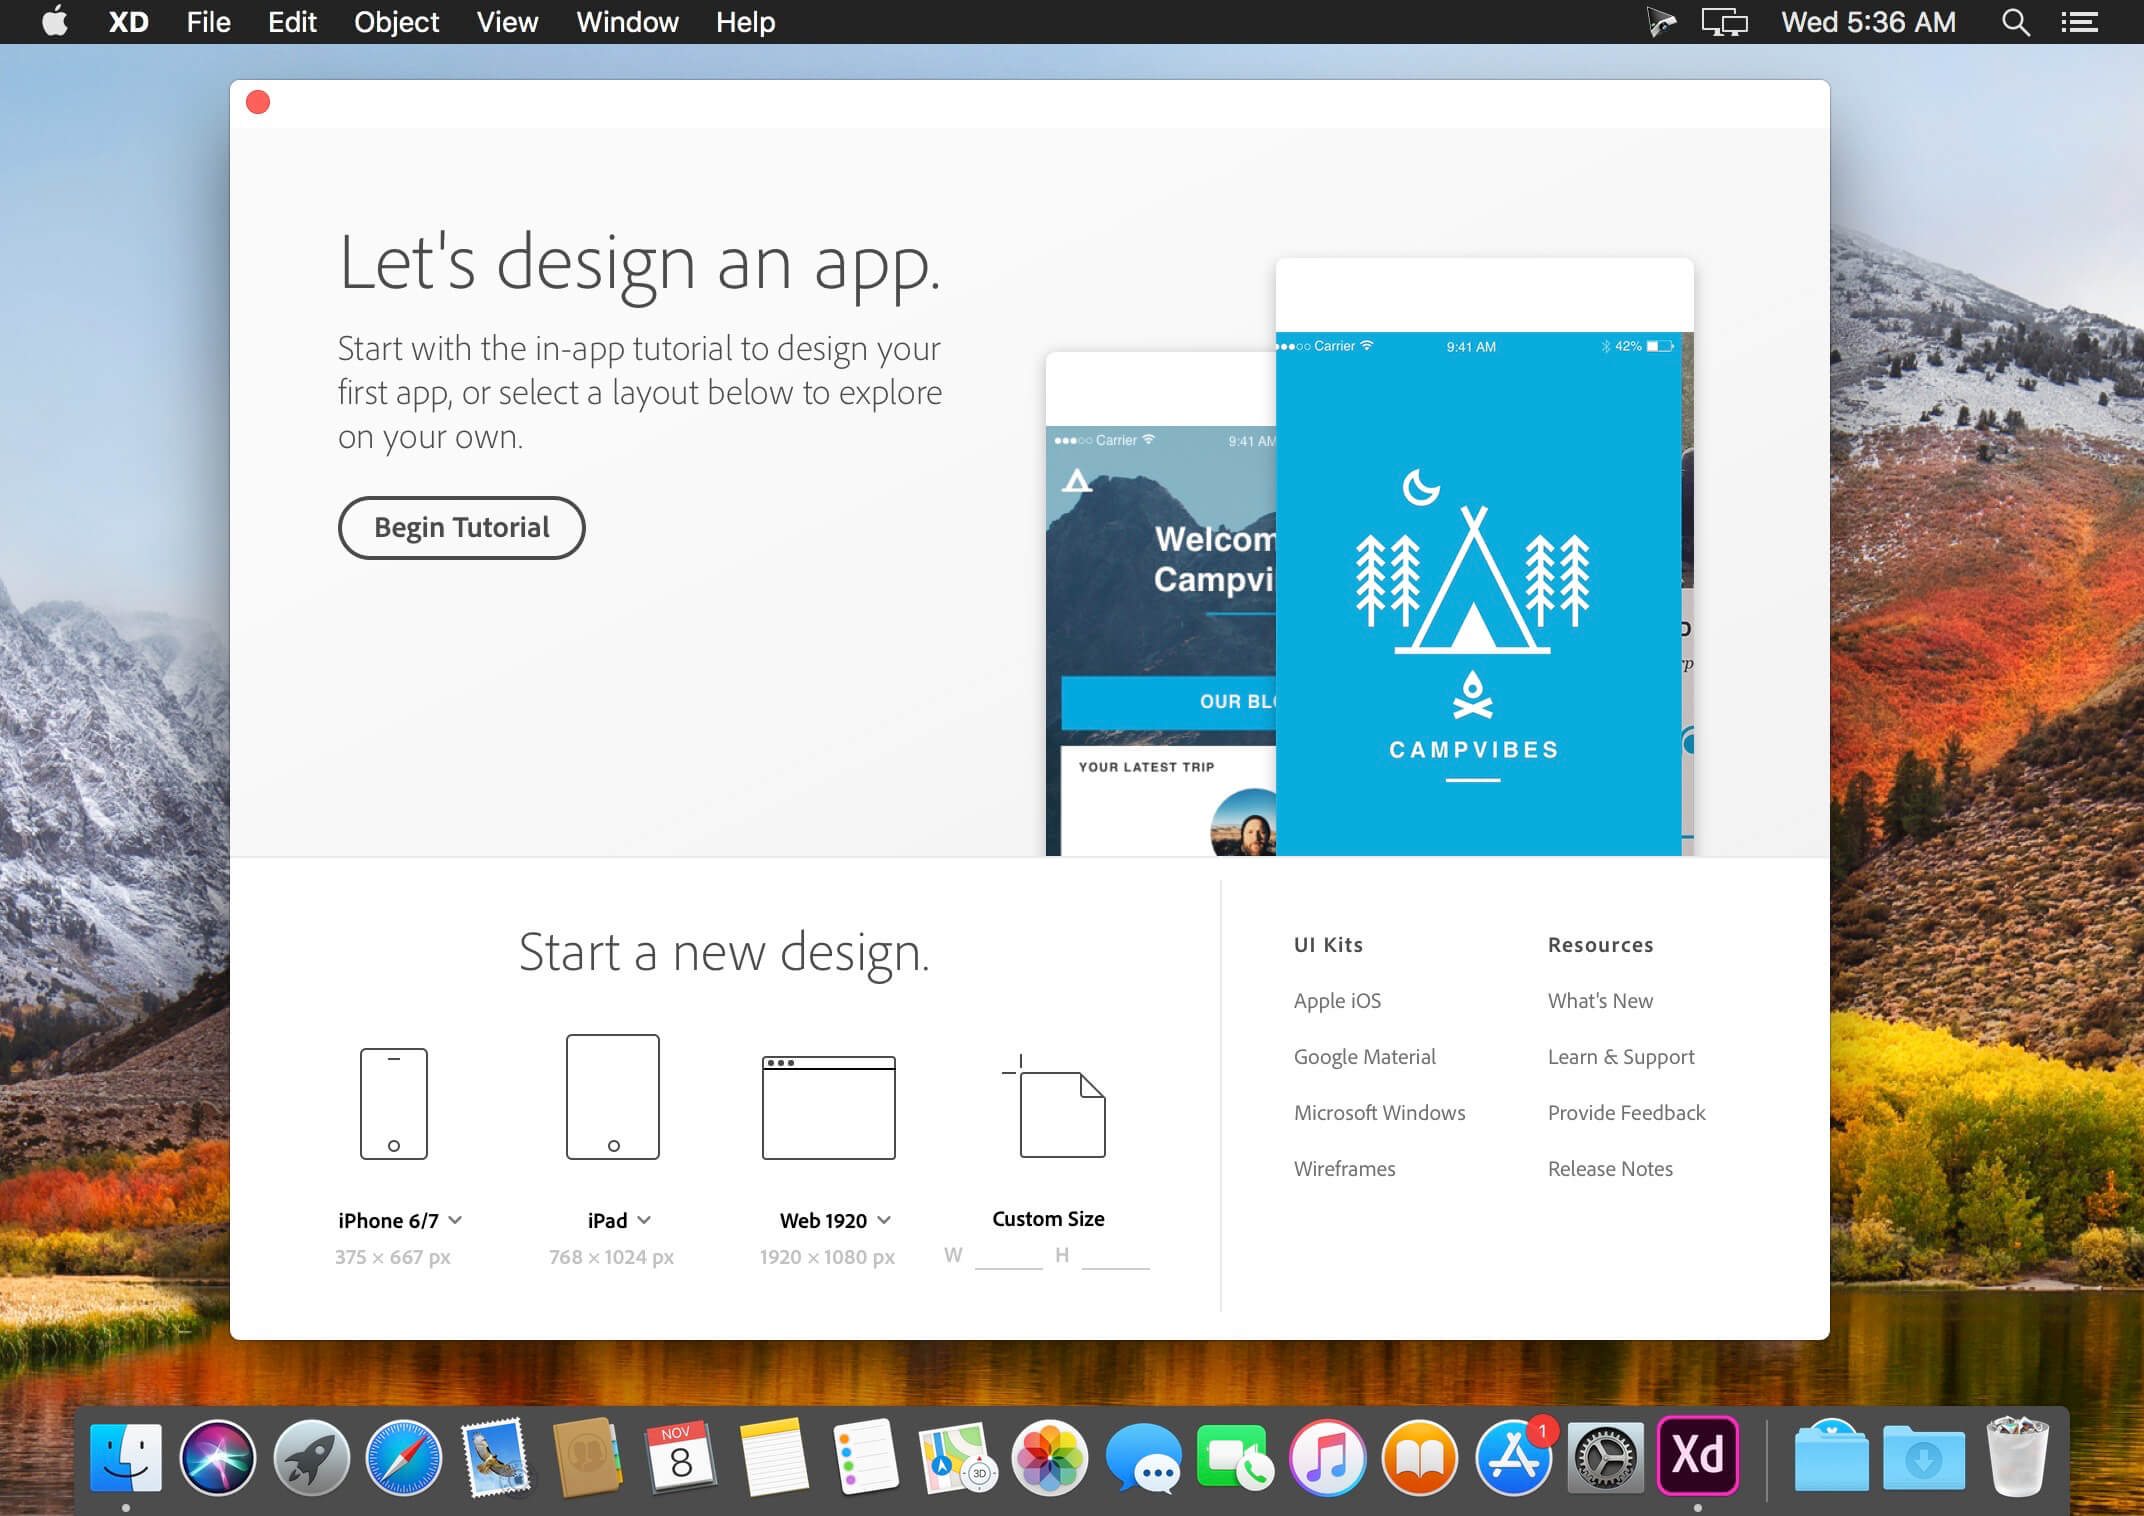 XD File Edit Object View Window Help
Wed 5:36 AM
Let's design an app.
Start with the in-app tutorial to design your
first app, or select a layout below to explore
on your own.
Begin Tutorial
Carrier 9:41 AM
Welcom
Campvi
OUR BLO
YOUR LATEST TRIP
Carrier 9:41 AM 42%
CAMPVIBES
rp
Start a new design.
iPhone 6/7
375 × 667 px
iPad
768 × 1024 px
Web 1920
1920 × 1080 px
Custom Size
W H
UI Kits
Apple iOS
Google Material
Microsoft Windows
Wireframes
Resources
What's New
Learn & Support
Provide Feedback
Release Notes
NOV
8
3D
1
Xd